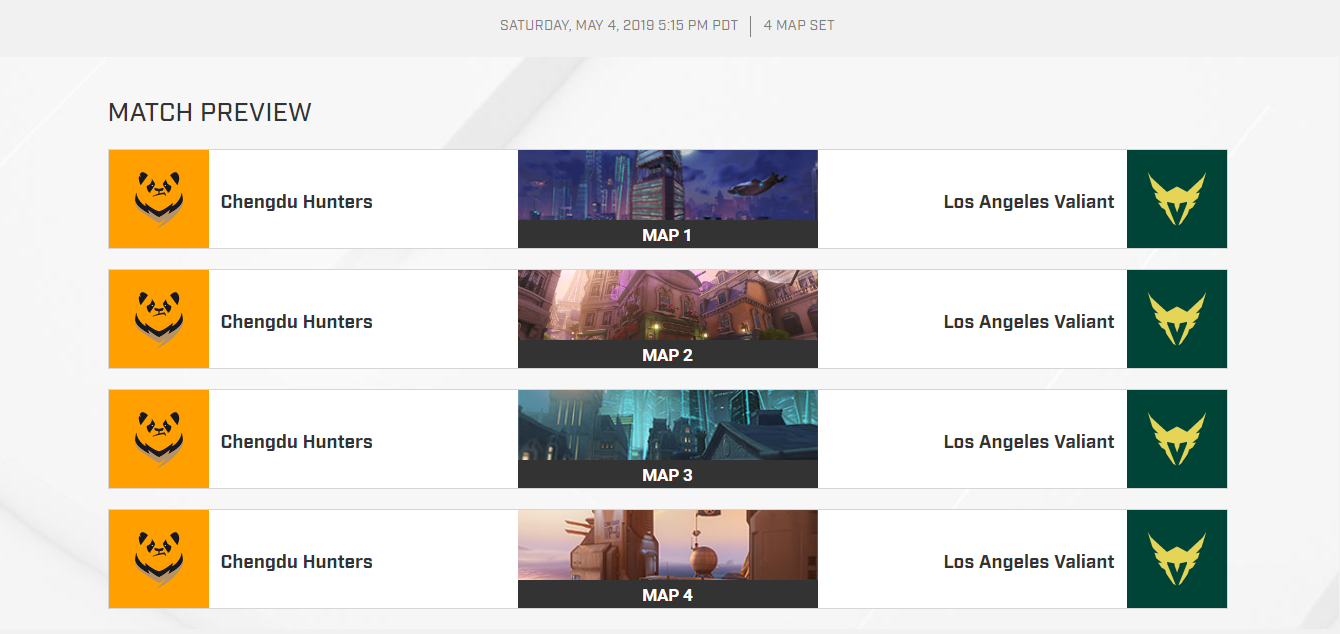 SATURDAY, MAY 4, 2019 5:15 PM PDT | 4 MAP SET
MATCH PREVIEW
Chengdu Hunters MAP 1 Los Angeles Valiant
Chengdu Hunters MAP 2 Los Angeles Valiant
Chengdu Hunters MAP 3 Los Angeles Valiant
Chengdu Hunters MAP 4 Los Angeles Valiant